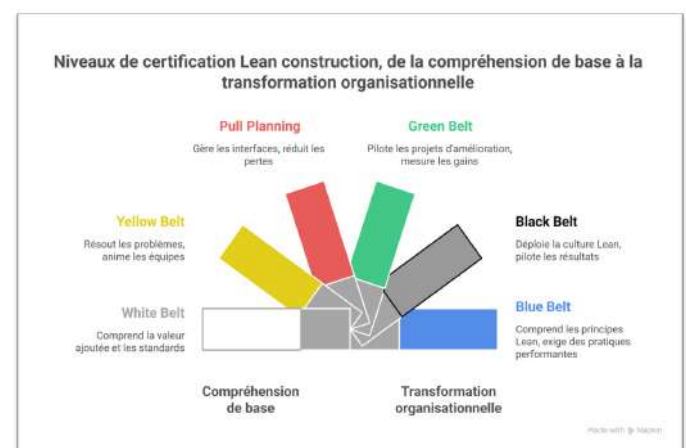 Niveaux de certification Lean construction, de la compréhension de base à la
transformation organisationnelle
Pull Planning
Gère les interfaces, réduit les
pertes
Green Belt
Pilote les projets d'amélioration,
mesure les gains
Yellow Belt
Résout les problèmes,
anime les équipes
Black Belt
Déploie la culture Lean,
pilote les résultats
White Belt
Comprend la valeur
ajoutée et les standards
Blue Belt
Comprend les principes
Lean, exige des pratiques
performantes
Compréhension
de base
Transformation
organisationnelle
Made with Napkin